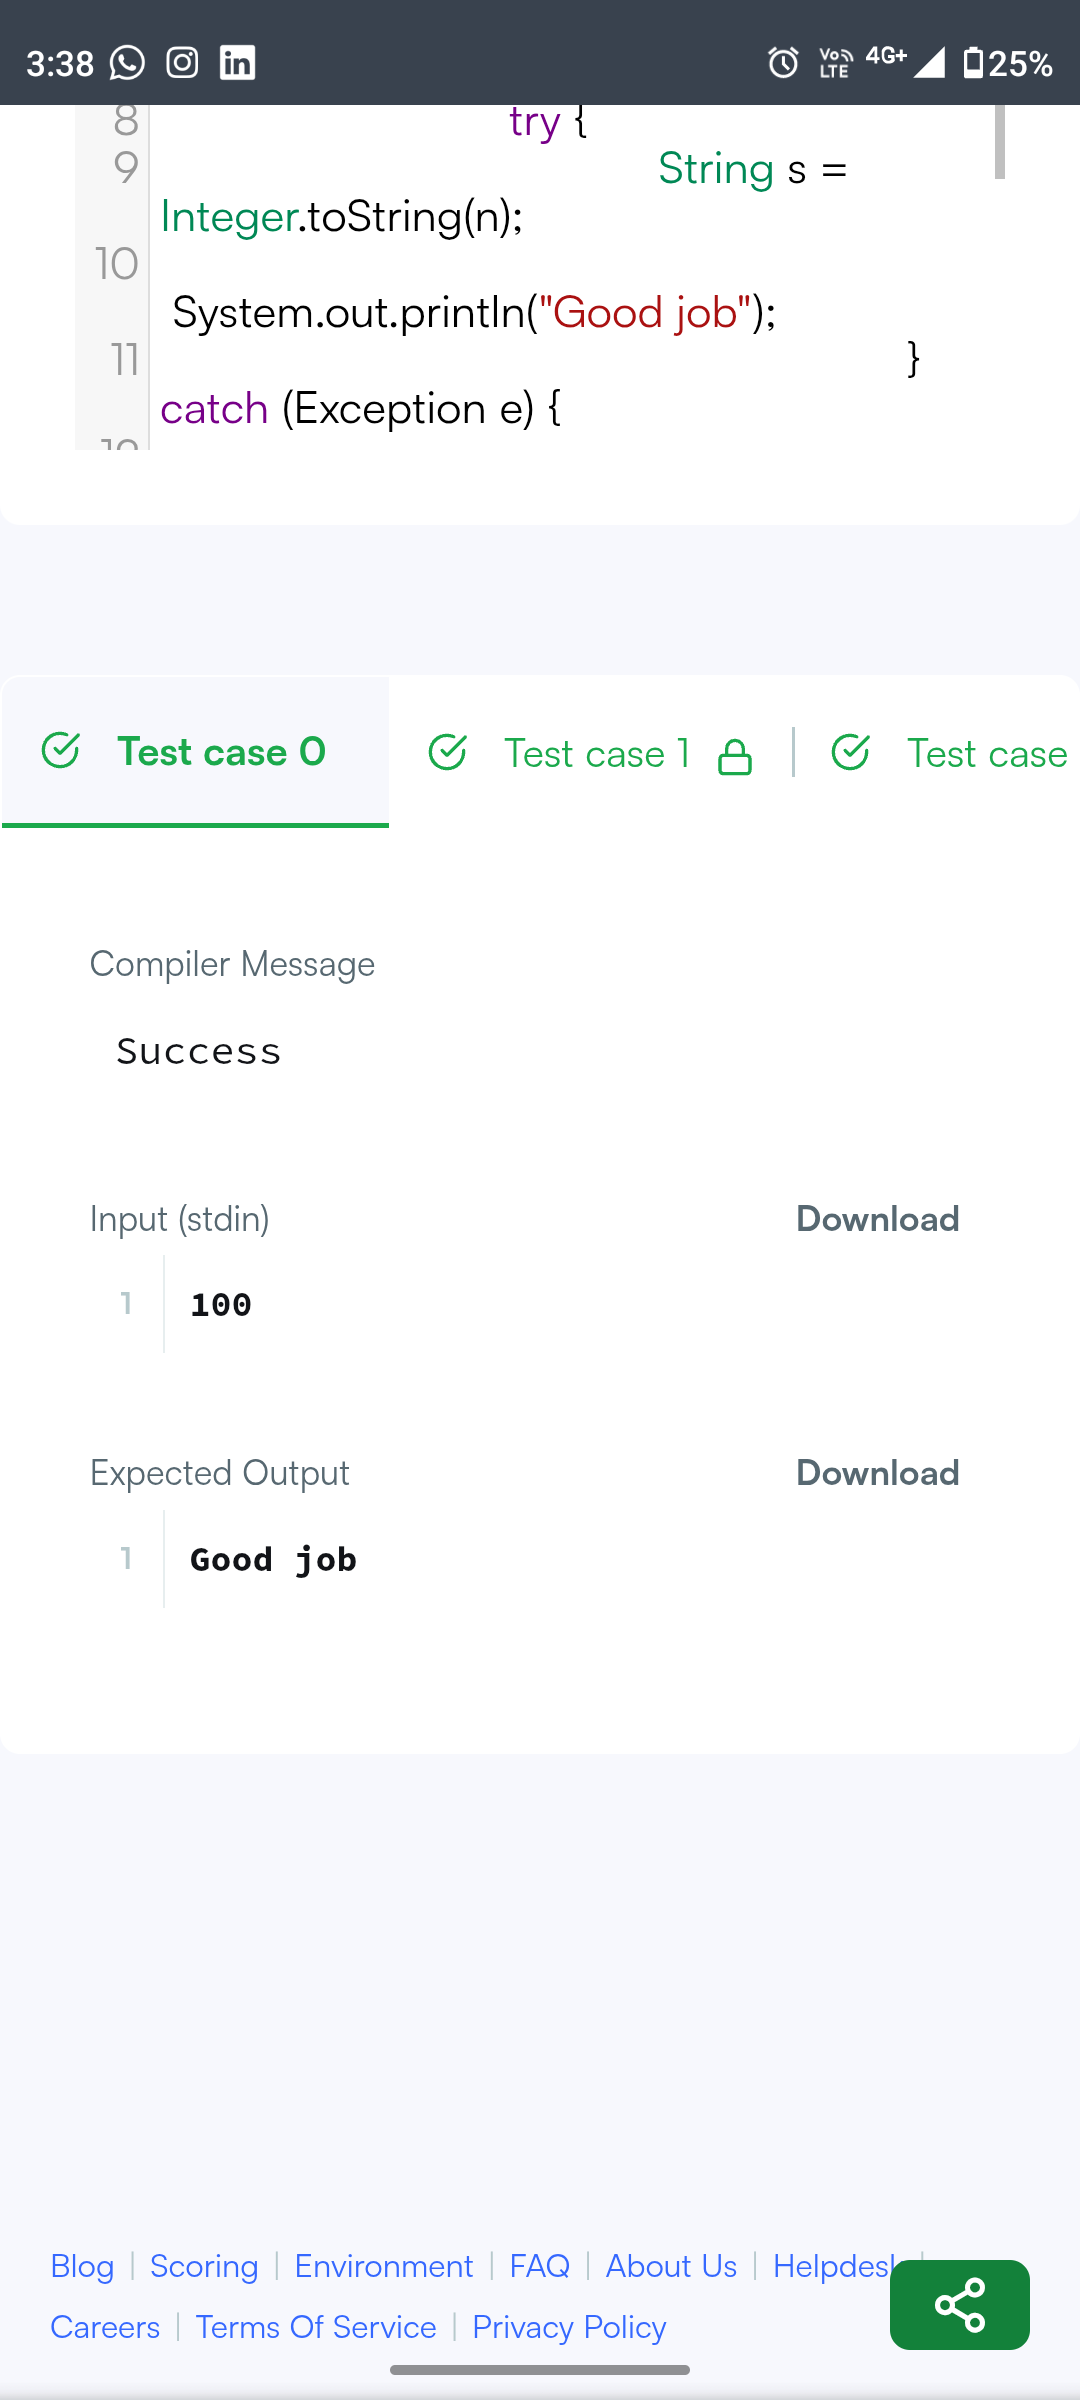 3:38 VoLTE 4G+ 25%
8 try {
9 String s =
Integer.toString(n);
10
System.out.println("Good job");
11 }
catch (Exception e) {
Test case 0 Test case 1 Test case
Compiler Message
Success
Input (stdin) Download
1 100
Expected Output Download
1 Good job
Blog | Scoring | Environment | FAQ | About Us | Helpdesk |
Careers | Terms Of Service | Privacy Policy